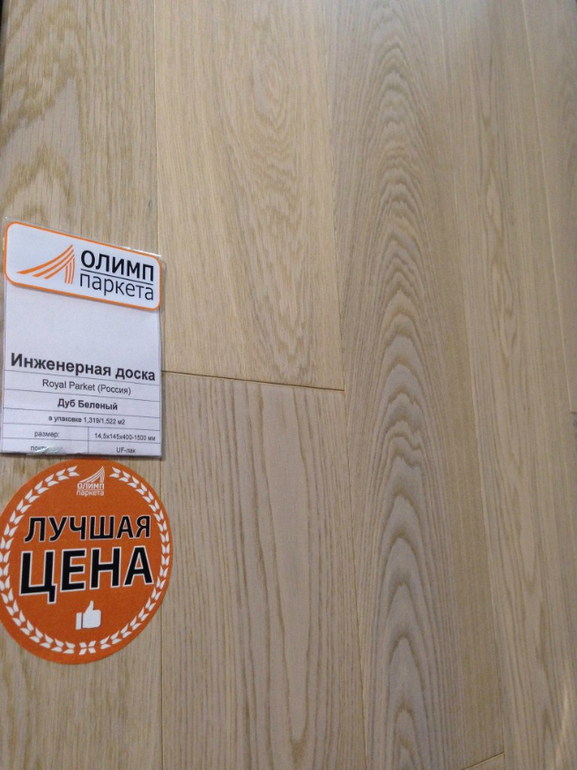 ОЛИМП
паркета
Инженерная доска
Royal Parket (Россия)
Дуб Беленый
в упаковке 1,319/1,522 м2
размер: 14,5х145х400-1500 мм
UF-лак
ОЛИМП
паркета
ЛУЧШАЯ
ЦЕНА